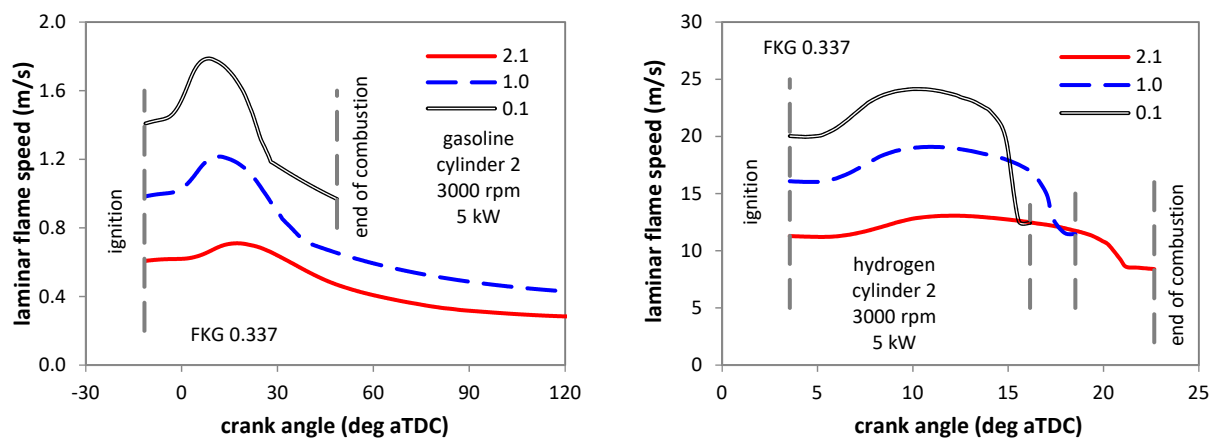 2.0
1.6
1.2
0.8
0.4
0.0
laminar flame speed (m/s)
-30
0
30
60
90
120
crank angle (deg aTDC)
ignition
end of combustion
2.1
1.0
0.1
gasoline
cylinder 2
3000 rpm
5 kW
FKG 0.337
30
25
20
15
10
5
0
laminar flame speed (m/s)
0
5
10
15
20
25
crank angle (deg aTDC)
FKG 0.337
ignition
2.1
1.0
0.1
hydrogen
cylinder 2
3000 rpm
5 kW
end of combustion